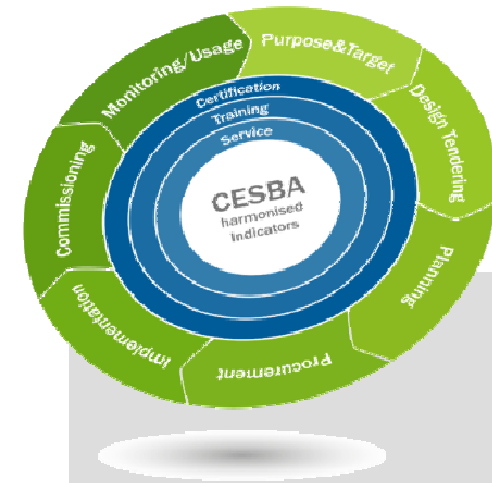 Purpose&Target
Design Tendering
Planning
Procurement
Implementation
Commissioning
Monitoring/Usage
Certification
Training
Service
CESBA
harmonised
indicators